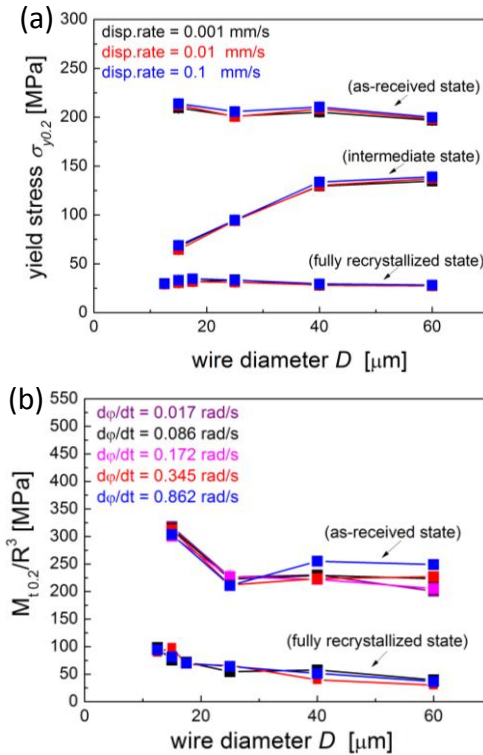 (a)
disp.rate = 0.001 mm/s
disp.rate = 0.01 mm/s
disp.rate = 0.1 mm/s
(as-received state)
(intermediate state)
(fully recrystallized state)
yield stress σy0.2 [MPa]
300
250
200
150
100
50
0
0 20 40 60
wire diameter D [μm]
(b)
dφ/dt = 0.017 rad/s
dφ/dt = 0.086 rad/s
dφ/dt = 0.172 rad/s
dφ/dt = 0.345 rad/s
dφ/dt = 0.862 rad/s
(as-received state)
(fully recrystallized state)
Mt 0.2/R³ [MPa]
550
500
450
400
350
300
250
200
150
100
50
0
0 20 40 60
wire diameter D [μm]